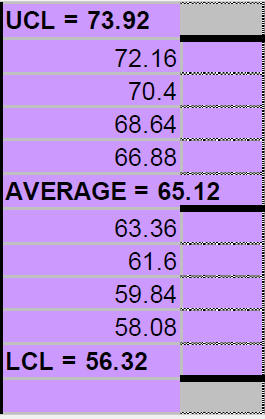 UCL = 73.92
72.16
70.4
68.64
66.88
AVERAGE = 65.12
63.36
61.6
59.84
58.08
LCL = 56.32